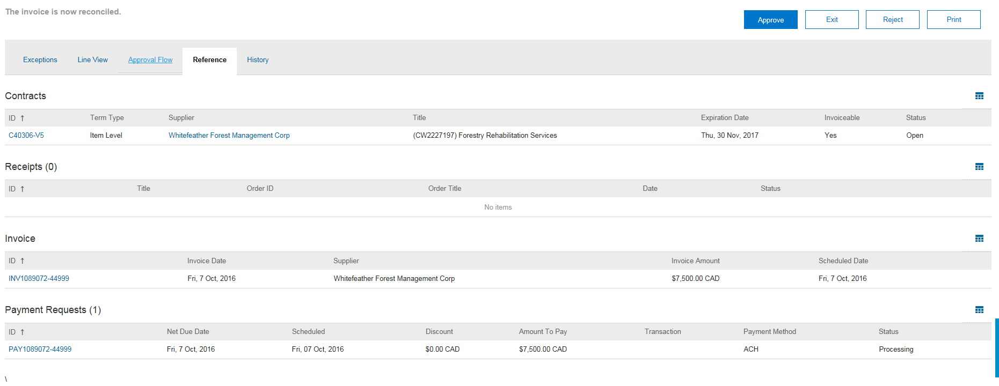 The invoice is now reconciled.
Approve Exit Reject Print
Exceptions Line View Approval Flow Reference History
Contracts
ID ↑ Term Type Supplier Title Expiration Date Invoiceable Status
C40306-V5 Item Level Whitefeather Forest Management Corp (CW2227197) Forestry Rehabilitation Services Thu, 30 Nov, 2017 Yes Open
Receipts (0)
ID ↑ Title Order ID Order Title Date Status
No items
Invoice
ID ↑ Invoice Date Supplier Invoice Amount Scheduled Date
INV1089072-44999 Fri, 7 Oct, 2016 Whitefeather Forest Management Corp $7,500.00 CAD Fri, 7 Oct, 2016
Payment Requests (1)
ID ↑ Net Due Date Scheduled Discount Amount To Pay Transaction Payment Method Status
PAY1089072-44999 Fri, 7 Oct, 2016 Fri, 07 Oct, 2016 $0.00 CAD $7,500.00 CAD ACH Processing
\